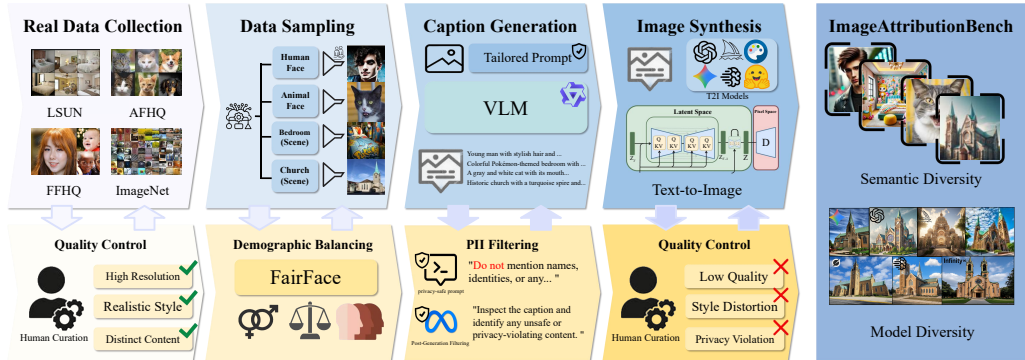 Real Data Collection
LSUN
AFHQ
FFHQ
ImageNet
Data Sampling
Human
Face
Animal
Face
Bedroom
(Scene)
Church
(Scene)
Caption Generation
Tailored Prompt
VLM
Young man with stylish hair and ...
Colorful Pokémon-themed bedroom with ...
A gray and white cat with its mouth...
Historic church with a turquoise spire and...
Image Synthesis
T2I Models
Latent Space
Pixel Space
Q
KV
Q
KV
Q
KV
Q
KV
Z
D
Text-to-Image
ImageAttributionBench
Semantic Diversity
Infinity
Model Diversity
Quality Control
Human Curation
High Resolution
Realistic Style
Distinct Content
Demographic Balancing
FairFace
PII Filtering
privacy-safe prompt
"Do not mention names,
identities, or any..."
Post-Generation Filtering
"Inspect the caption and
identify any unsafe or
privacy-violating content. "
Quality Control
Human Curation
Low Quality
Style Distortion
Privacy Violation